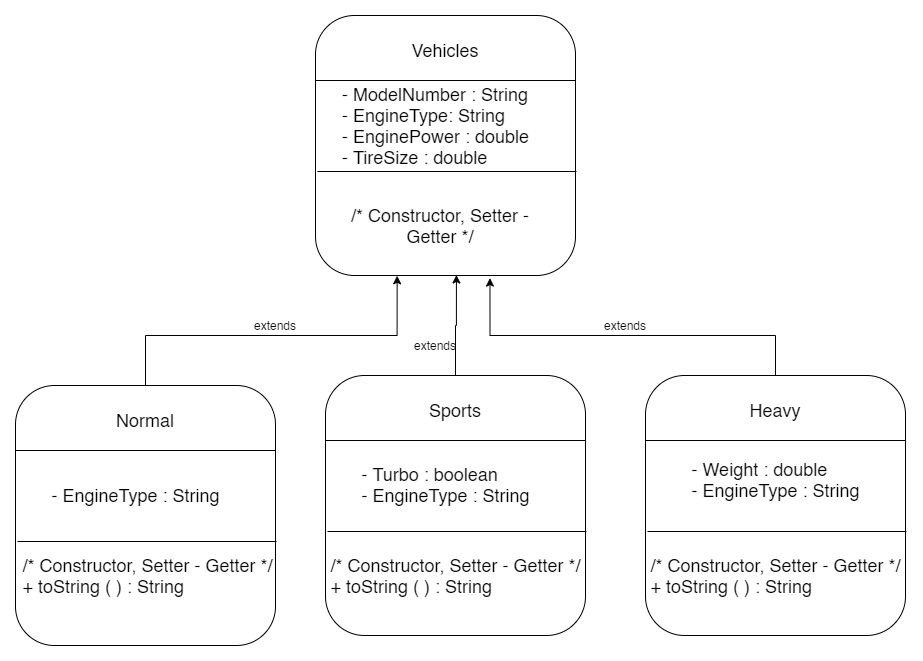 Vehicles
- ModelNumber : String
- EngineType: String
- EnginePower : double
- TireSize : double
/* Constructor, Setter -
Getter */
extends
extends
extends
Normal
- EngineType : String
/* Constructor, Setter - Getter */
+ toString ( ) : String
Sports
- Turbo : boolean
- EngineType : String
/* Constructor, Setter - Getter */
+ toString ( ) : String
Heavy
- Weight : double
- EngineType : String
/* Constructor, Setter - Getter */
+ toString ( ) : String